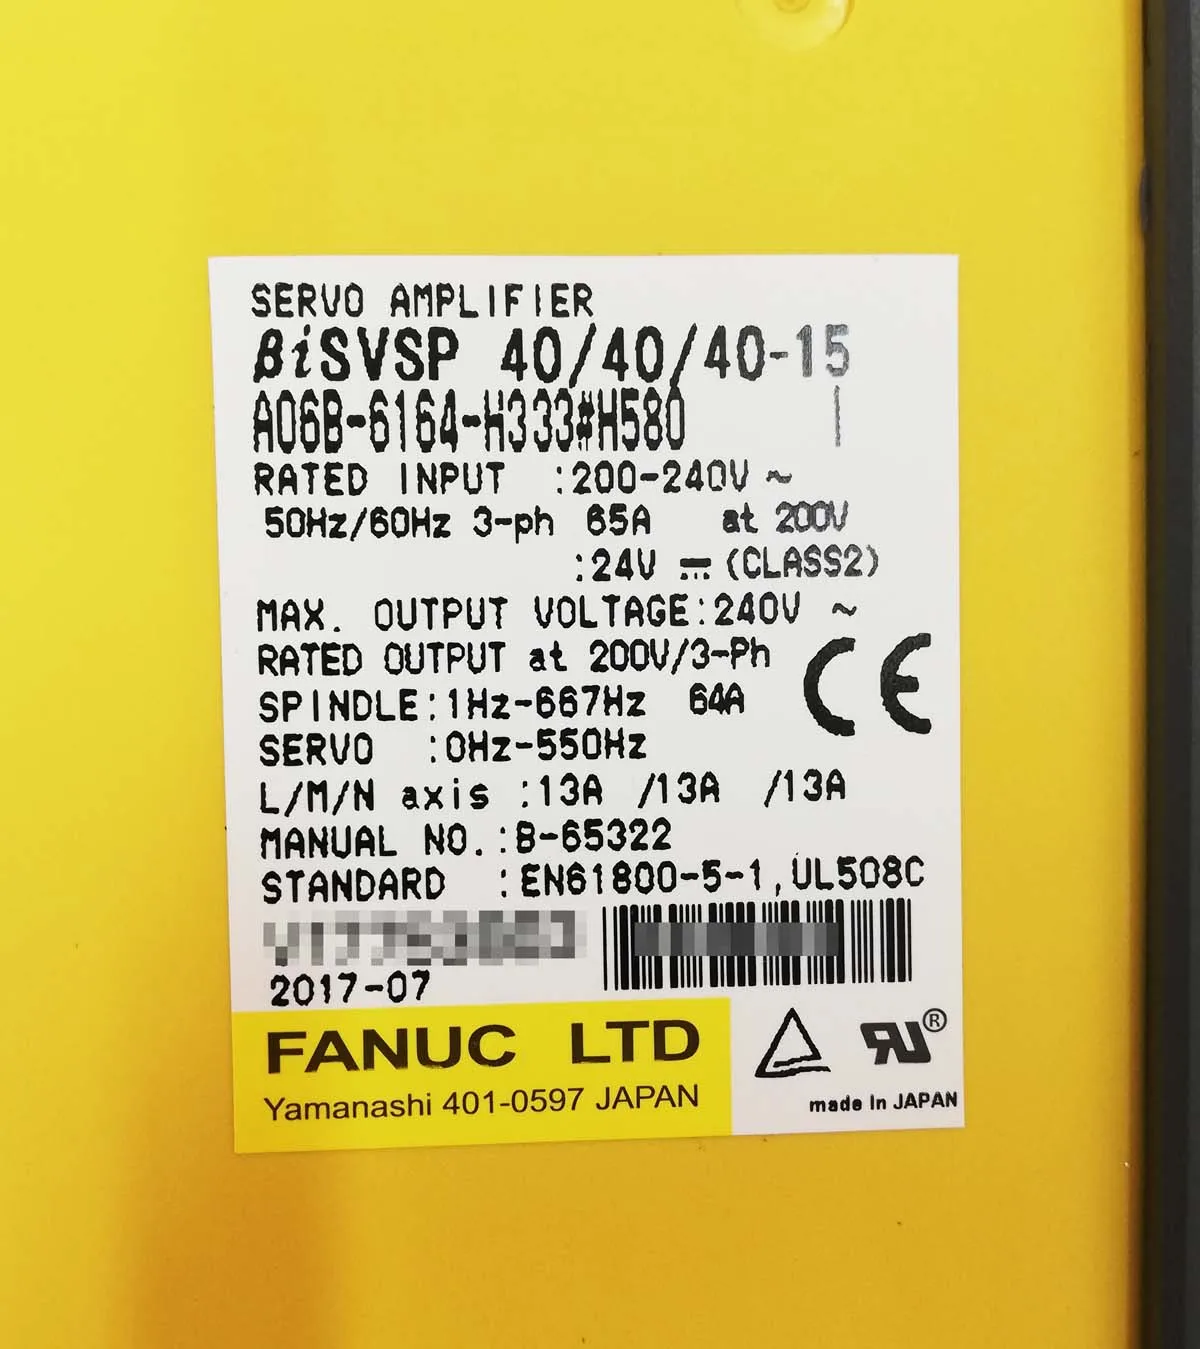 SERVO AMPLIFIER
βiSVSP 40/40/40-15
A06B-6164-H333#H580 I
RATED INPUT :200-240V ~
50Hz/60Hz 3-ph 65A at 200V
:24V ⎓ (CLASS2)
MAX. OUTPUT VOLTAGE:240V ~
RATED OUTPUT at 200V/3-Ph
CE
SPINDLE:1Hz-667Hz 64A
SERVO :0Hz-550Hz
L/M/N axis :13A /13A /13A
MANUAL NO.:B-65322
STANDARD :EN61800-5-1,UL508C
2017-07
FANUC LTD
Yamanashi 401-0597 JAPAN
RU®
made in JAPAN